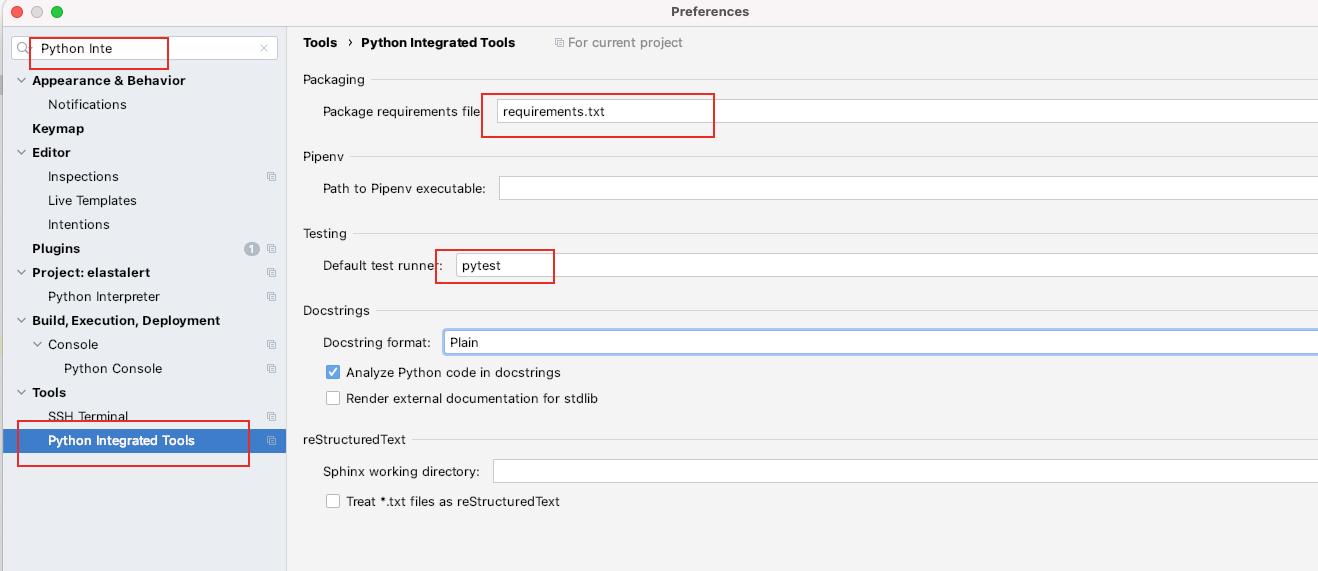 Preferences
Python Inte
Appearance & Behavior
Notifications
Keymap
Editor
Inspections
Live Templates
Intentions
Plugins 1
Project: elastalert
Python Interpreter
Build, Execution, Deployment
Console
Python Console
Tools
SSH Terminal
Python Integrated Tools
Tools › Python Integrated Tools For current project
Packaging
Package requirements file requirements.txt
Pipenv
Path to Pipenv executable:
Testing
Default test runner: pytest
Docstrings
Docstring format: Plain
Analyze Python code in docstrings
Render external documentation for stdlib
reStructuredText
Sphinx working directory:
Treat *.txt files as reStructuredText